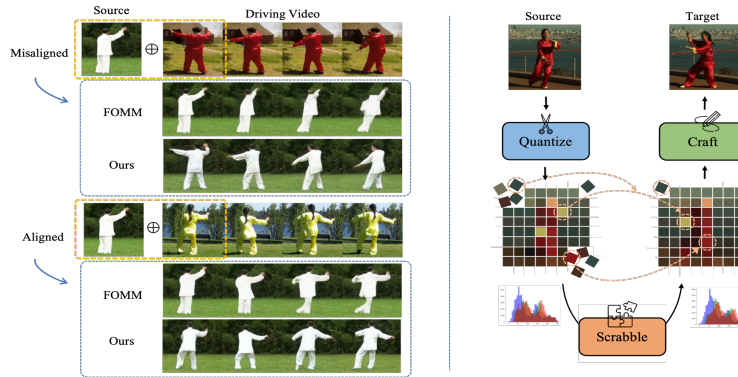 Source
Driving Video
Misaligned
FOMM
Ours
Aligned
FOMM
Ours
Source
Target
Quantize
Craft
Scrabble